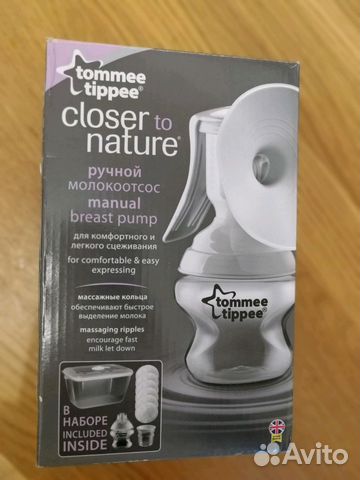 tommee
tippee®
closer to
nature®
ручной
молокоотсос
manual
breast pump
для комфортного и
легкого сцеживания
for comfortable & easy
expressing
массажные кольца
обеспечивают быстрое
выделение молока
massaging ripples
encourage fast
milk let down
В
НАБОРЕ
INCLUDED
INSIDE
tommee
tippee®
Avito